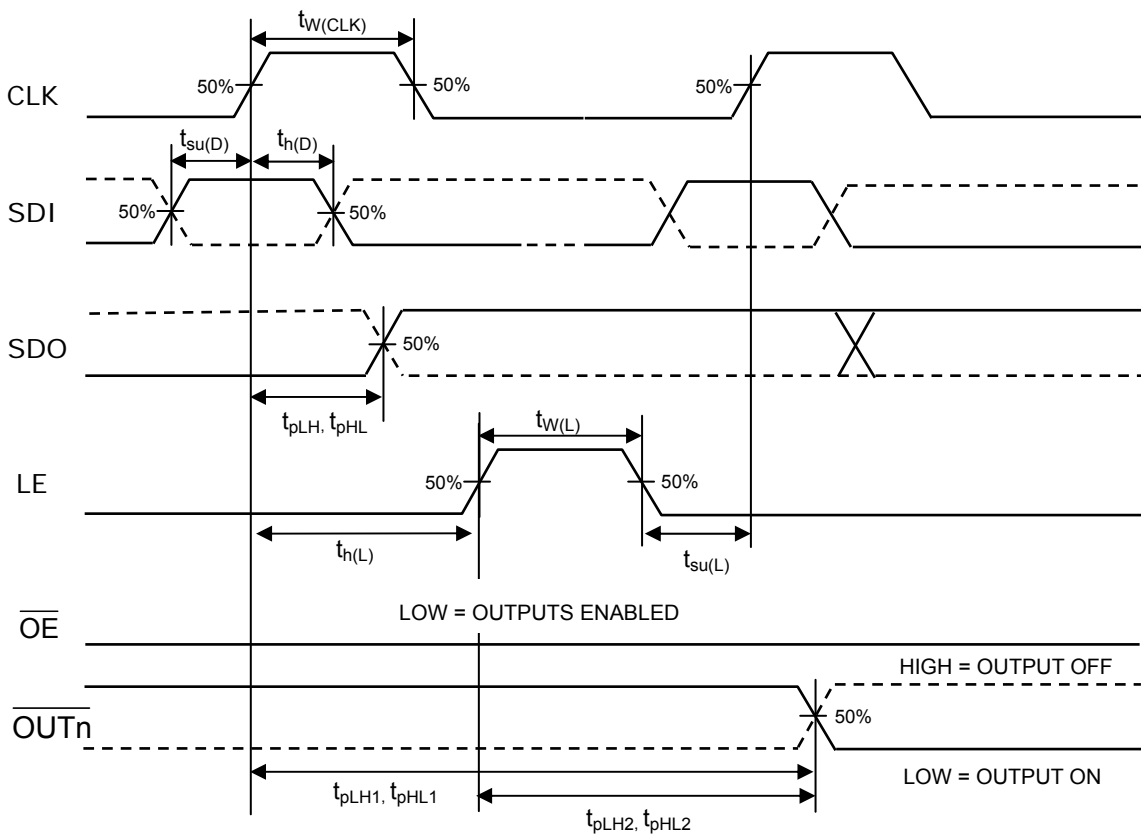 tW(CLK)
50%
50%
50%
CLK
tsu(D)
th(D)
50%
50%
SDI
50%
SDO
tpLH, tpHL
tW(L)
LE
50%
50%
th(L)
tsu(L)
LOW = OUTPUTS ENABLED
OE
HIGH = OUTPUT OFF
OUTn
50%
LOW = OUTPUT ON
tpLH1, tpHL1
tpLH2, tpHL2